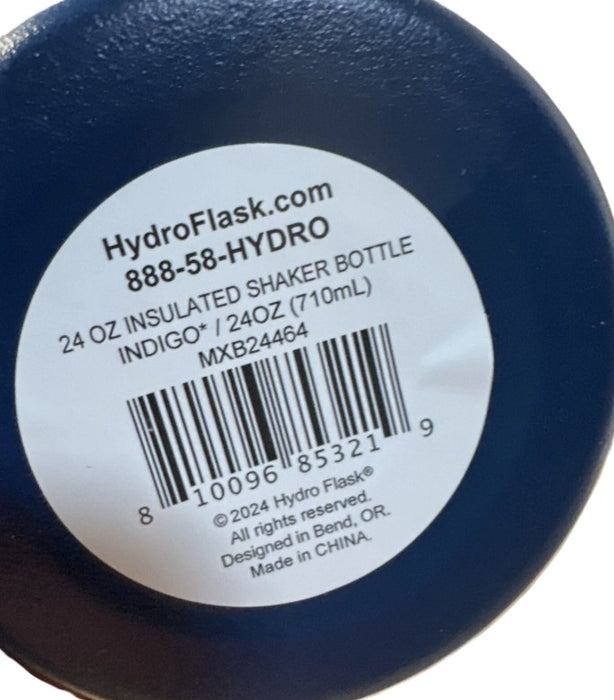 HydroFlask.com
888-58-HYDRO
24 OZ INSULATED SHAKER BOTTLE
INDIGO* / 24OZ (710mL)
MXB24464
8 10096 85321 9
©2024 Hydro Flask®
All rights reserved.
Designed in Bend, OR.
Made in CHINA.